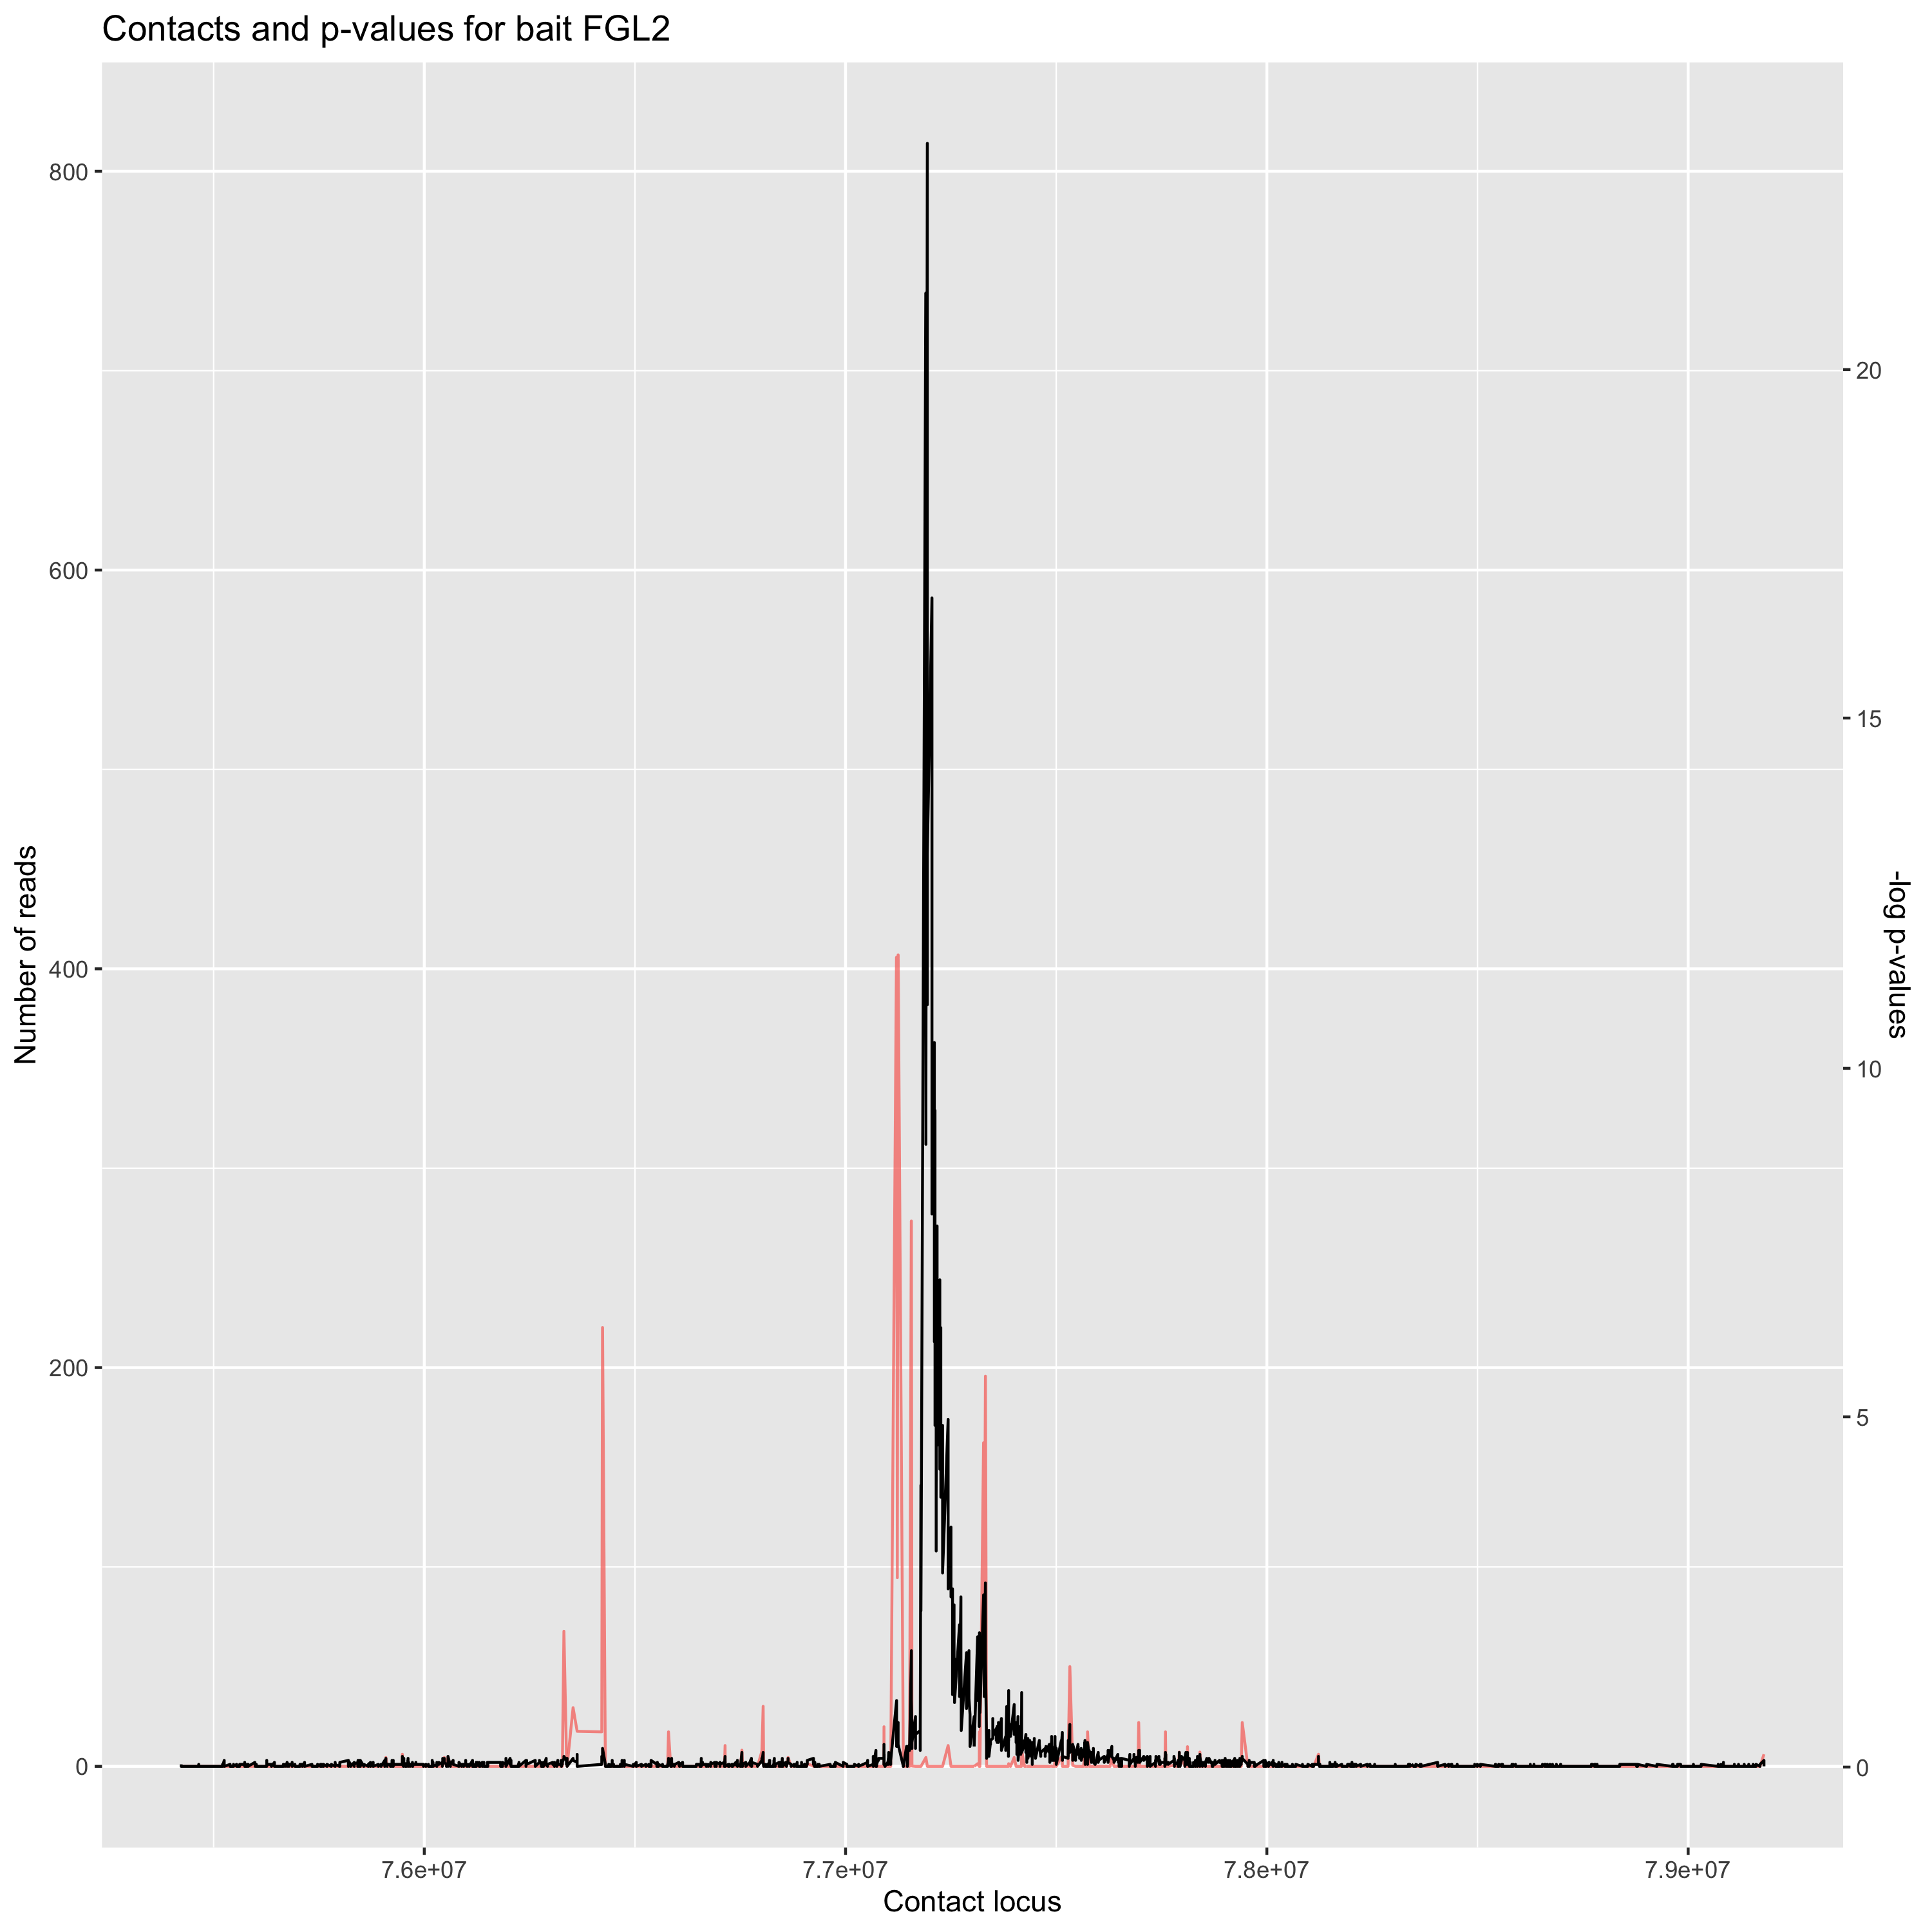 Contacts and p-values for bait FGL2
800
600
400
200
0
Number of reads
20
15
10
5
0
-log p-values
7.6e+07
7.7e+07
7.8e+07
7.9e+07
Contact locus